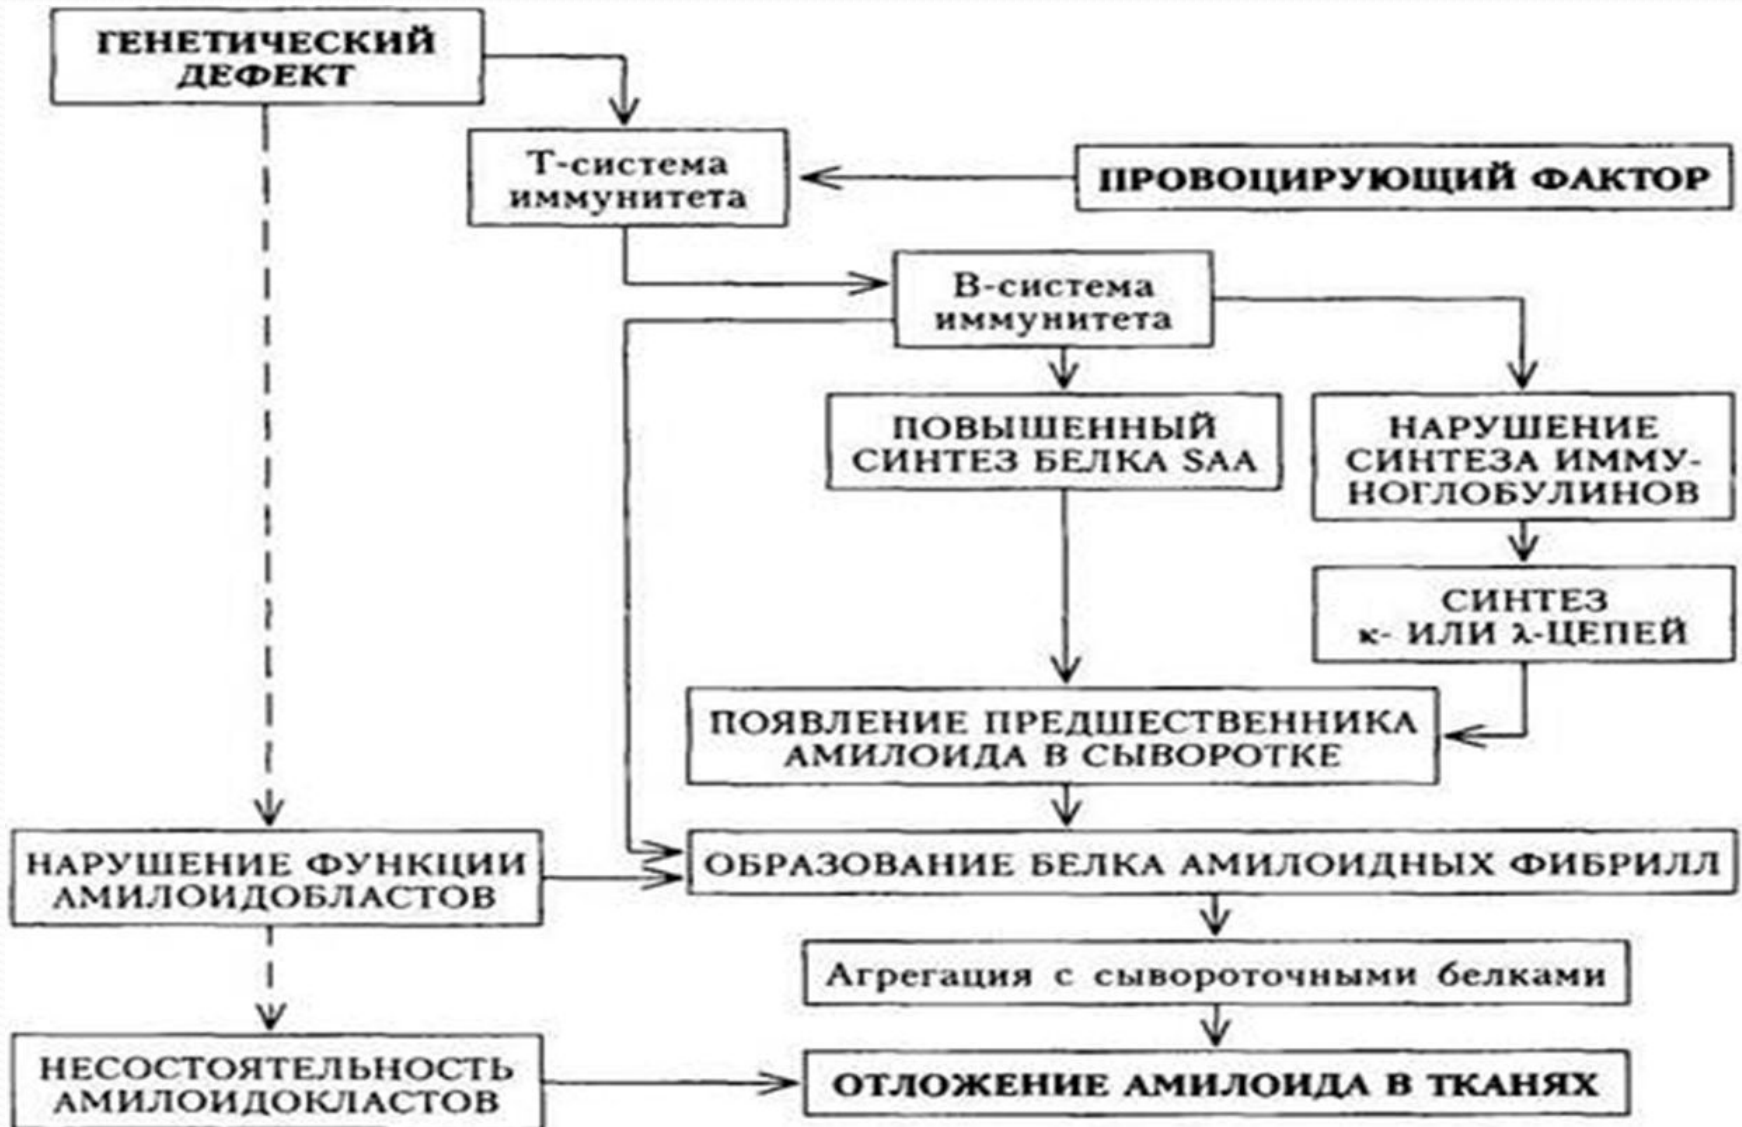 ГЕНЕТИЧЕСКИЙ
ДЕФЕКТ
Т-система
иммунитета
ПРОВОЦИРУЮЩИЙ ФАКТОР
В-система
иммунитета
ПОВЫШЕННЫЙ
СИНТЕЗ БЕЛКА SAA
НАРУШЕНИЕ
СИНТЕЗА ИММУ-
НОГЛОБУЛИНОВ
СИНТЕЗ
κ- ИЛИ λ-ЦЕПЕЙ
ПОЯВЛЕНИЕ ПРЕДШЕСТВЕННИКА
АМИЛОИДА В СЫВОРОТКЕ
НАРУШЕНИЕ ФУНКЦИИ
АМИЛОИДОБЛАСТОВ
ОБРАЗОВАНИЕ БЕЛКА АМИЛОИДНЫХ ФИБРИЛЛ
Агрегация с сывороточными белками
НЕСОСТОЯТЕЛЬНОСТЬ
АМИЛОИДОКЛАСТОВ
ОТЛОЖЕНИЕ АМИЛОИДА В ТКАНЯХ